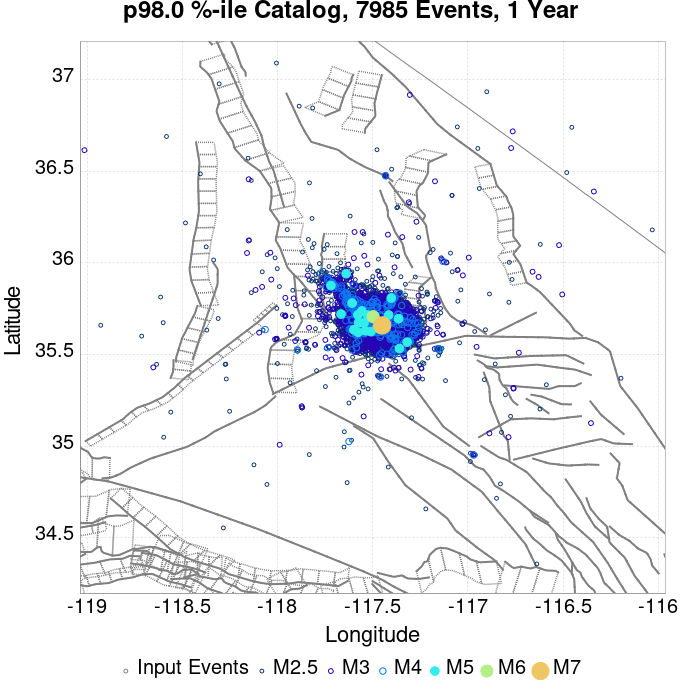 p98.0 %-ile Catalog, 7985 Events, 1 Year
37
36.5
36
35.5
35
34.5
Latitude
-119 -118.5 -118 -117.5 -117 -116.5 -116
Longitude
Input Events M2.5 M3 M4 M5 M6 M7